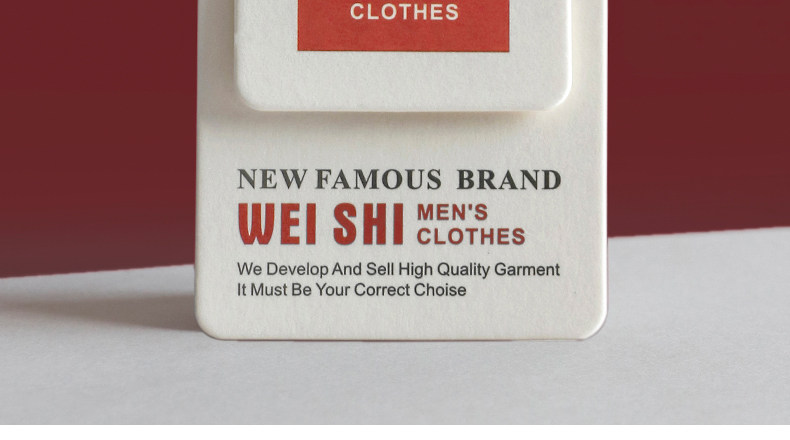 CLOTHES
NEW FAMOUS BRAND
WEI SHI MEN'S CLOTHES
We Develop And Sell High Quality Garment
It Must Be Your Correct Choise